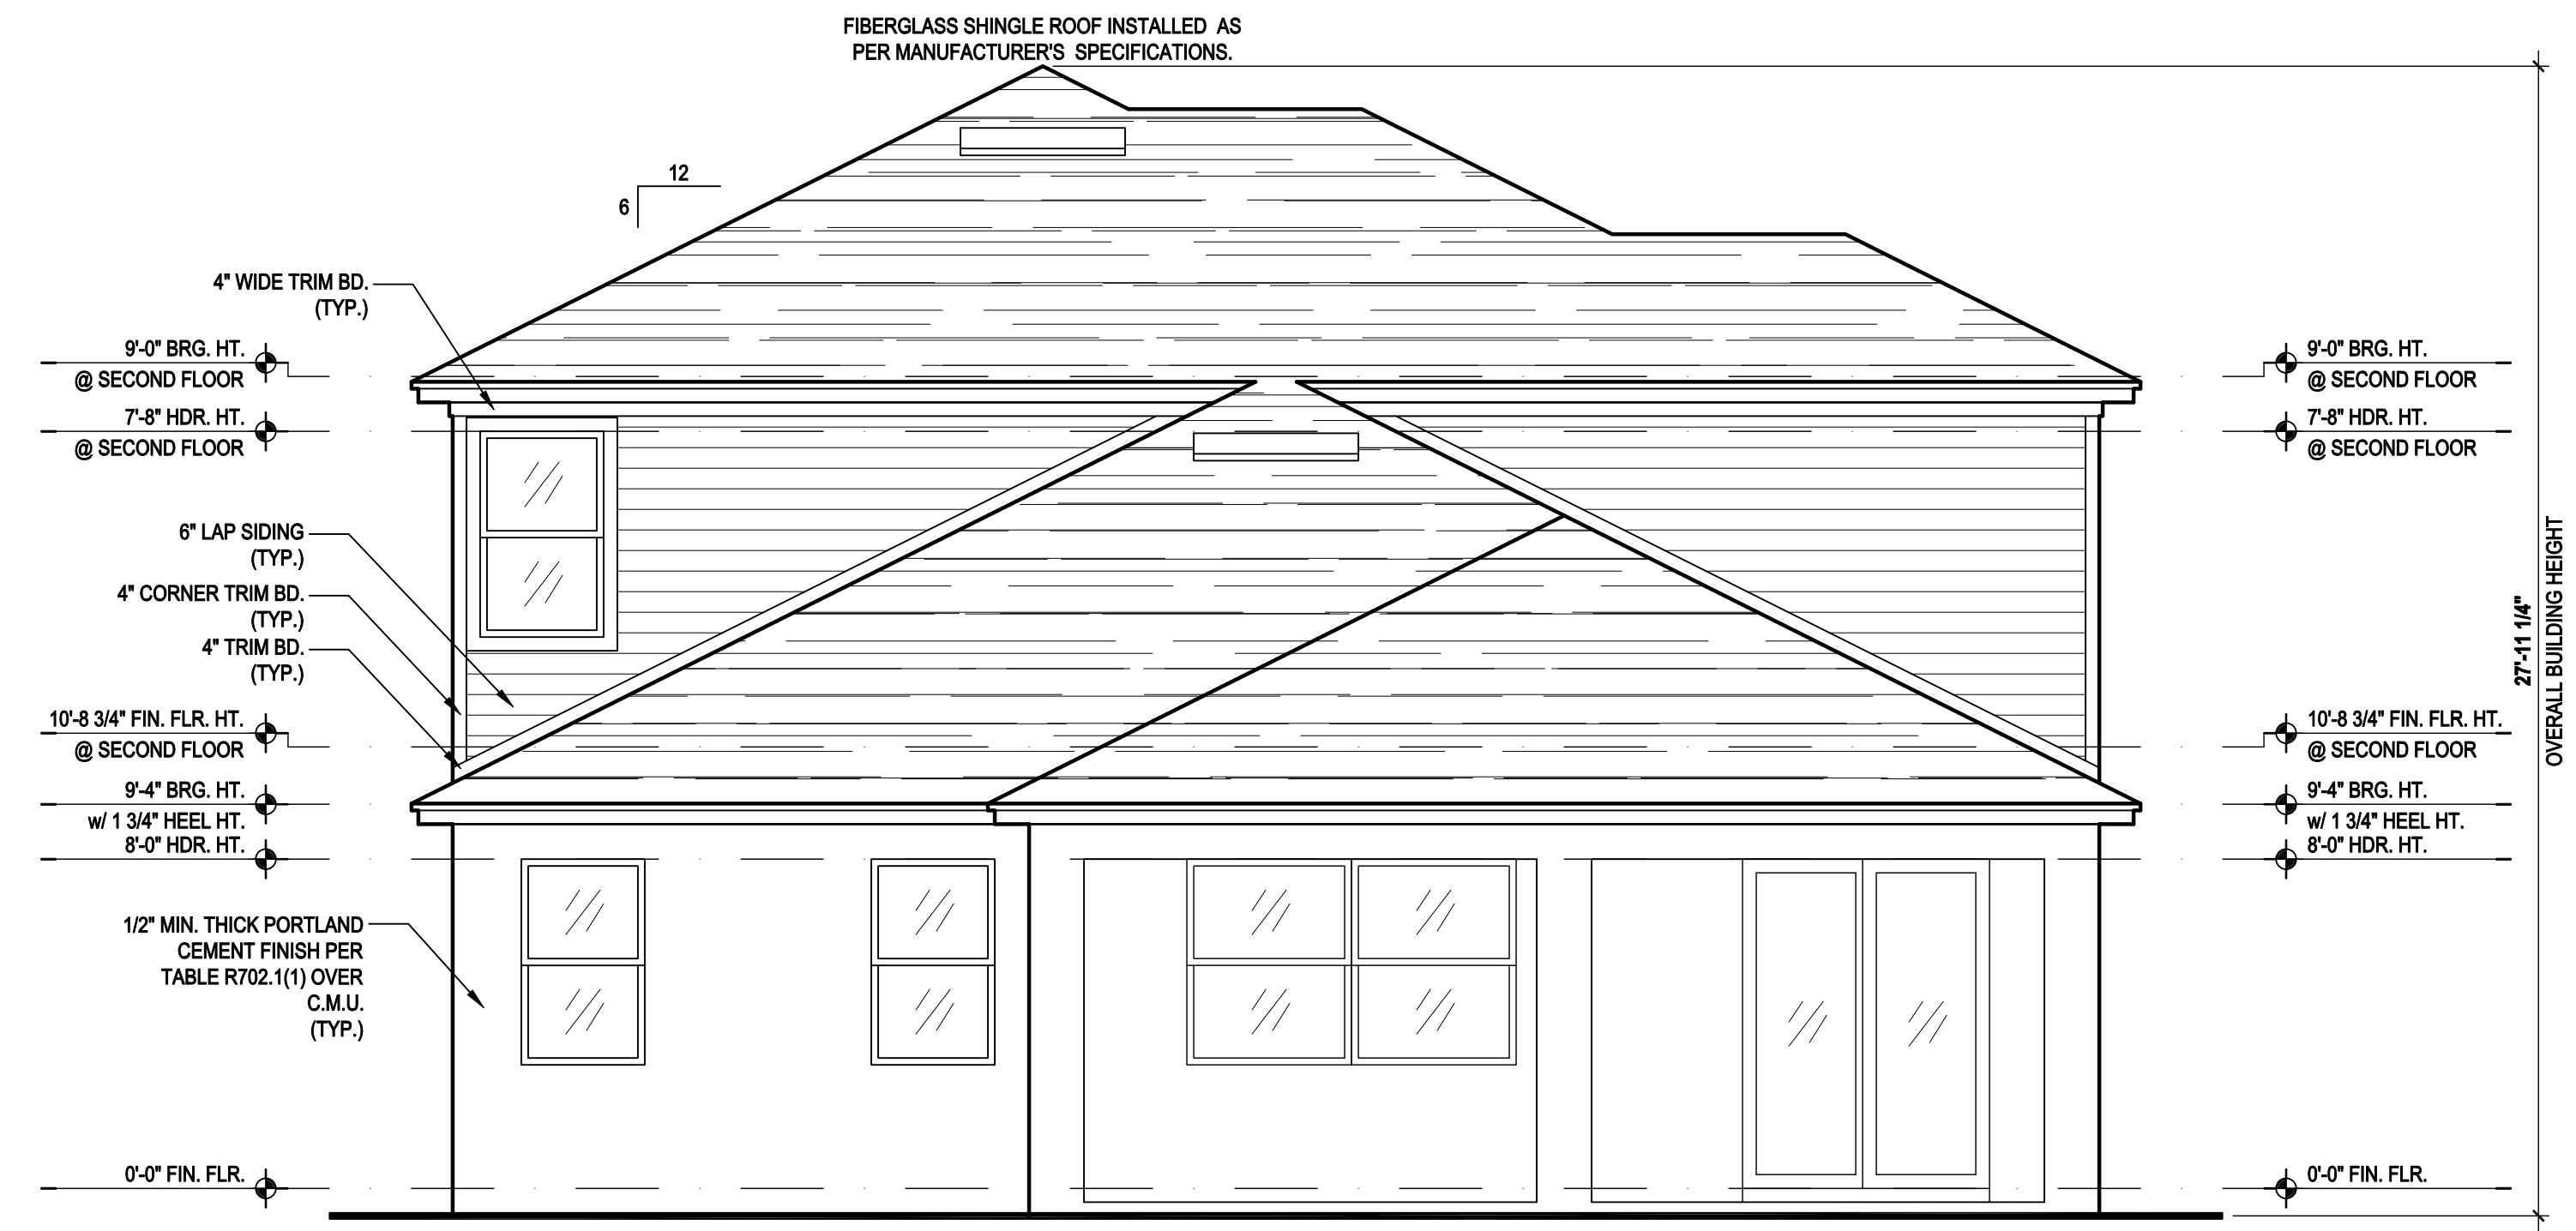 FIBERGLASS SHINGLE ROOF INSTALLED AS
PER MANUFACTURER'S SPECIFICATIONS.
12
6
4" WIDE TRIM BD.
(TYP.)
9'-0" BRG. HT.
@ SECOND FLOOR
7'-8" HDR. HT.
@ SECOND FLOOR
6" LAP SIDING
(TYP.)
4" CORNER TRIM BD.
(TYP.)
4" TRIM BD.
(TYP.)
10'-8 3/4" FIN. FLR. HT.
@ SECOND FLOOR
9'-4" BRG. HT.
w/ 1 3/4" HEEL HT.
8'-0" HDR. HT.
1/2" MIN. THICK PORTLAND
CEMENT FINISH PER
TABLE R702.1(1) OVER
C.M.U.
(TYP.)
0'-0" FIN. FLR.
9'-0" BRG. HT.
@ SECOND FLOOR
7'-8" HDR. HT.
@ SECOND FLOOR
10'-8 3/4" FIN. FLR. HT.
@ SECOND FLOOR
9'-4" BRG. HT.
w/ 1 3/4" HEEL HT.
8'-0" HDR. HT.
0'-0" FIN. FLR.
27'-11 1/4"
OVERALL BUILDING HEIGHT